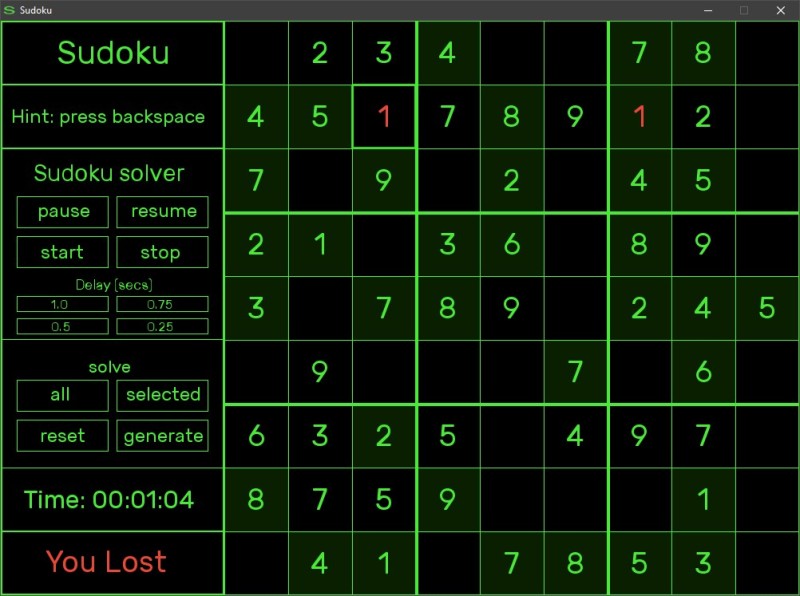 Sudoku
Sudoku
Hint: press backspace
Sudoku solver
pause resume
start stop
Delay (secs)
1.0 0.75
0.5 0.25
solve
all selected
reset generate
Time: 00:01:04
You Lost
2 3 4 7 8
4 5 1 7 8 9 1 2
7 9 2 4 5
2 1 3 6 8 9
3 7 8 9 2 4 5
9 7 6
6 3 2 5 4 9 7
8 7 5 9 1
4 1 7 8 5 3